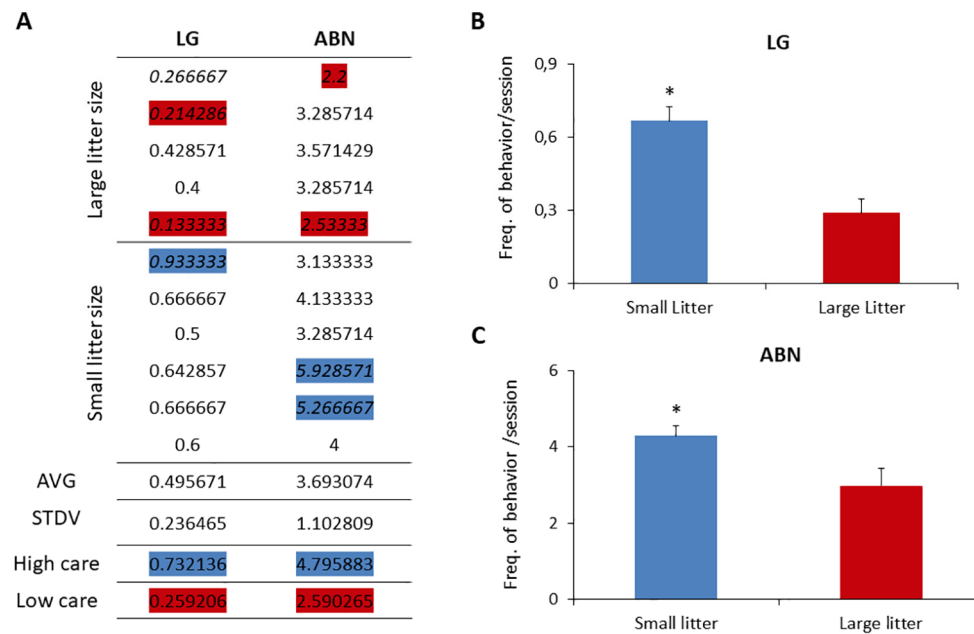 A
LG ABN
Large litter size
0.266667 2.2
0.214286 3.285714
0.428571 3.571429
0.4 3.285714
0.133333 2.53333
Small litter size
0.933333 3.133333
0.666667 4.133333
0.5 3.285714
0.642857 5.928571
0.666667 5.266667
0.6 4
AVG 0.495671 3.693074
STDV 0.236465 1.102809
High care 0.732136 4.795883
Low care 0.259206 2.590265
B
LG
Freq. of behavior/session
0,9
0,6
0,3
0
*
Small Litter Large Litter
C
ABN
Freq. of behavior /session
6
4
2
0
*
Small litter Large litter